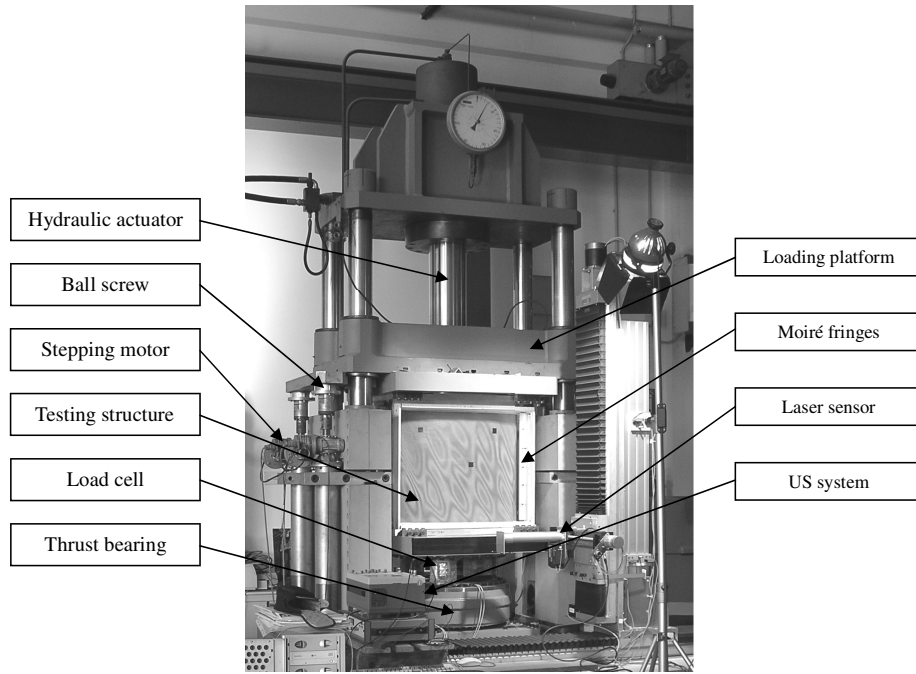 Hydraulic actuator
Ball screw
Stepping motor
Testing structure
Load cell
Thrust bearing
Loading platform
Moiré fringes
Laser sensor
US system